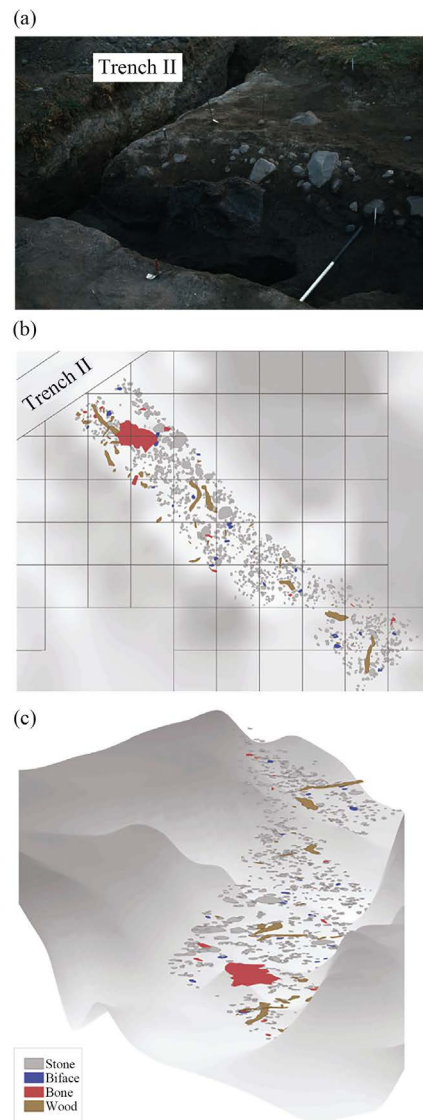 (a)
Trench II
(b)
Trench II
(c)
Stone
Biface
Bone
Wood